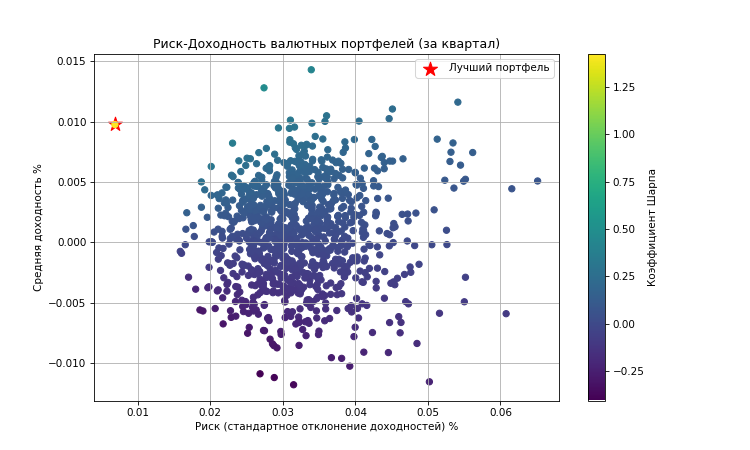 Риск-Доходность валютных портфелей (за квартал)
Лучший портфель
0.015
0.010
0.005
0.000
−0.005
−0.010
Средняя доходность %
0.01 0.02 0.03 0.04 0.05 0.06
Риск (стандартное отклонение доходностей) %
1.25
1.00
0.75
0.50
0.25
0.00
−0.25
Коэффициент Шарпа